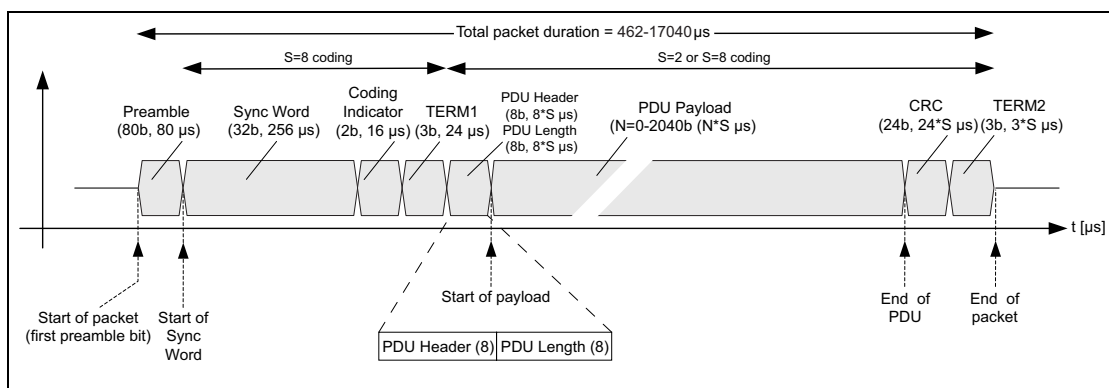 Total packet duration = 462-17040 µs
S=8 coding
S=2 or S=8 coding
Preamble
(80b, 80 µs)
Sync Word
(32b, 256 µs)
Coding
Indicator
(2b, 16 µs)
TERM1
(3b, 24 µs)
PDU Header
(8b, 8*S µs)
PDU Length
(8b, 8*S µs)
PDU Payload
(N=0-2040b (N*S µs)
CRC
(24b, 24*S µs)
TERM2
(3b, 3*S µs)
t [µs]
Start of packet
(first preamble bit)
Start of
Sync
Word
Start of payload
End of
PDU
End of
packet
PDU Header (8) PDU Length (8)